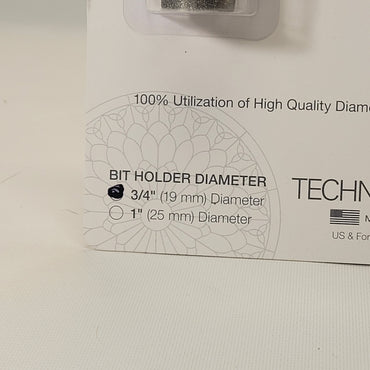 100% Utilization of High Quality
BIT HOLDER DIAMETER
3/4" (19 mm) Diameter
1" (25 mm) Diameter
TECHN
US & For